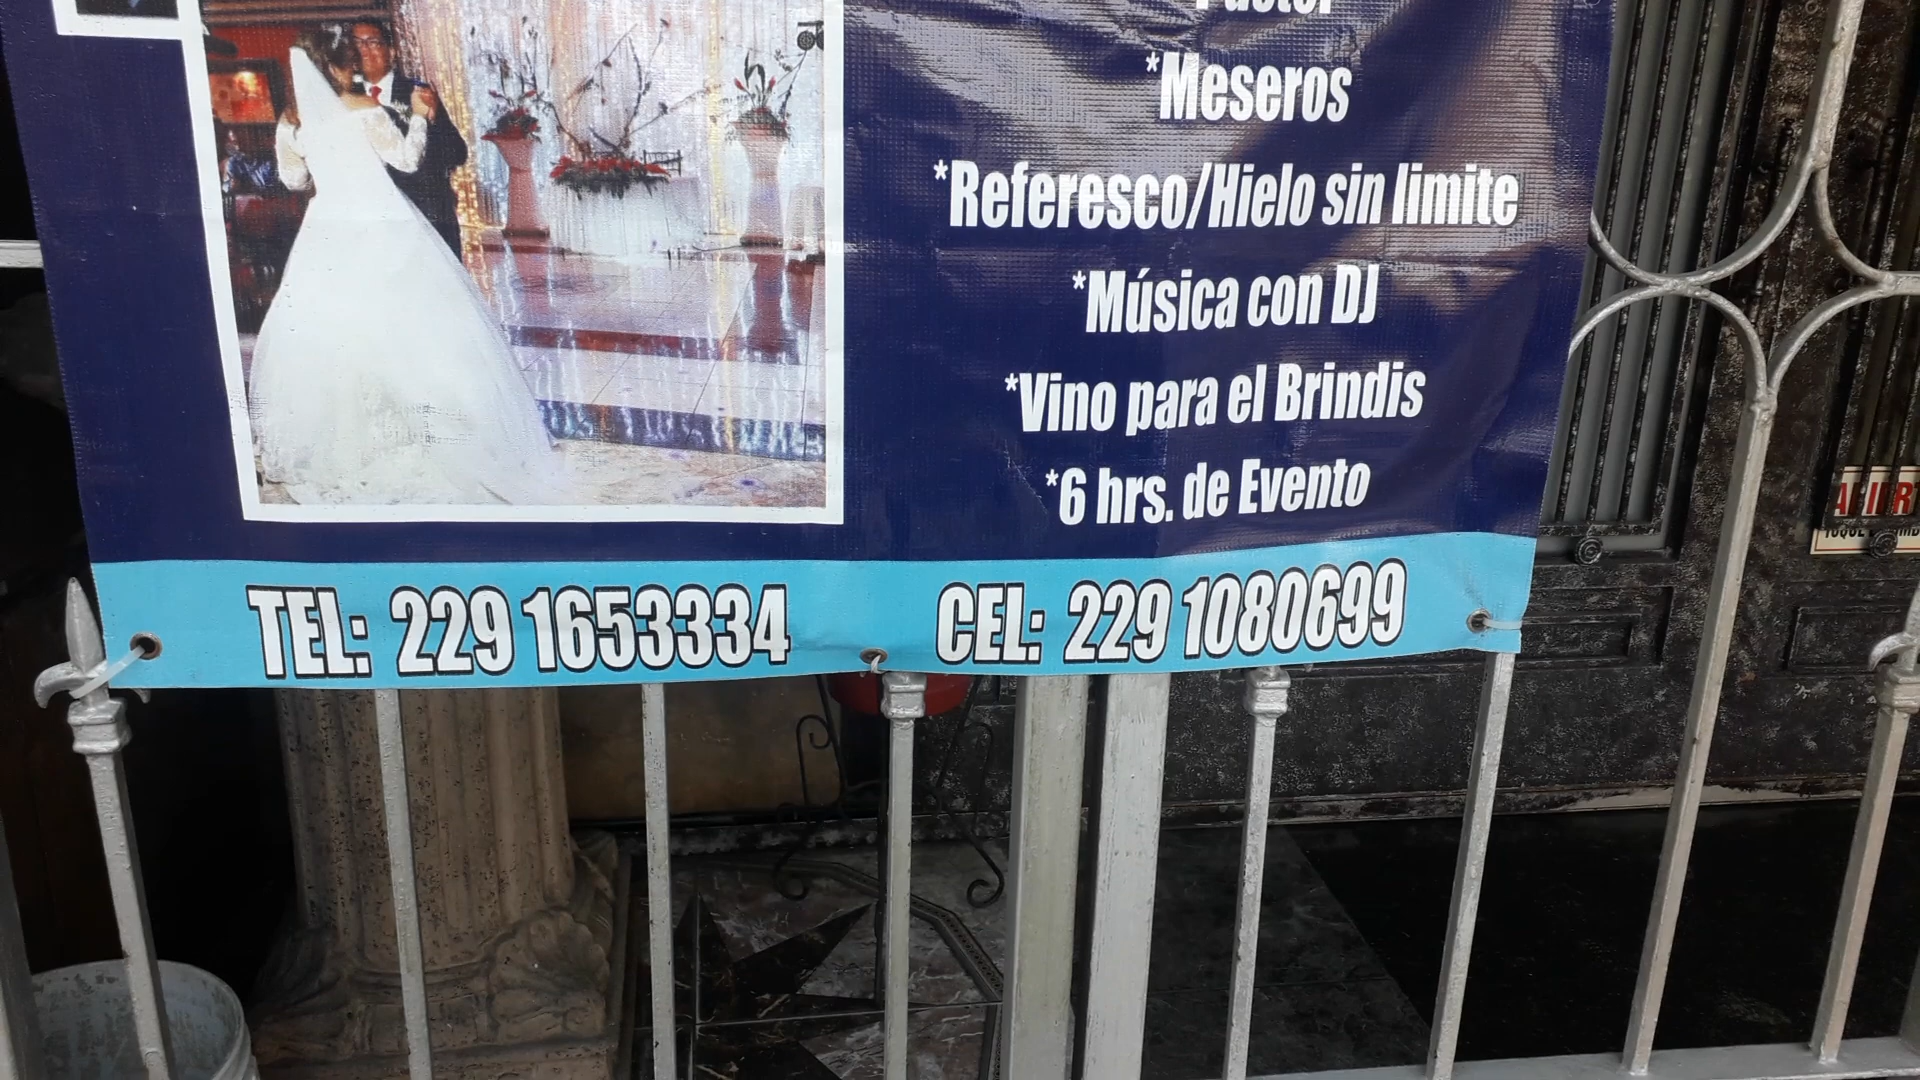 *Meseros
*Referesco/Hielo sin limite
*Música con DJ
*Vino para el Brindis
*6 hrs. de Evento
TEL: 229 1653334
CEL: 229 1080699